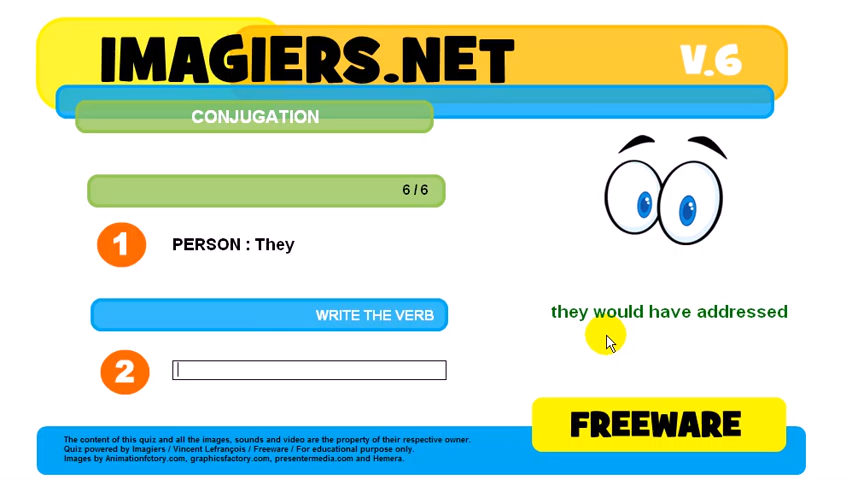 IMAGIERS.NET
V.6
CONJUGATION
6 / 6
1
PERSON : They
WRITE THE VERB
they would have addressed
2
FREEWARE
The content of this quiz and all the images, sounds and video are the property of their respective owner.
Quiz powered by Imagiers / Vincent Lefrançois / Freeware / For educational purpose only.
Images by Animationfctory.com, graphicsfactory.com, presentermedia.com and Hemera.